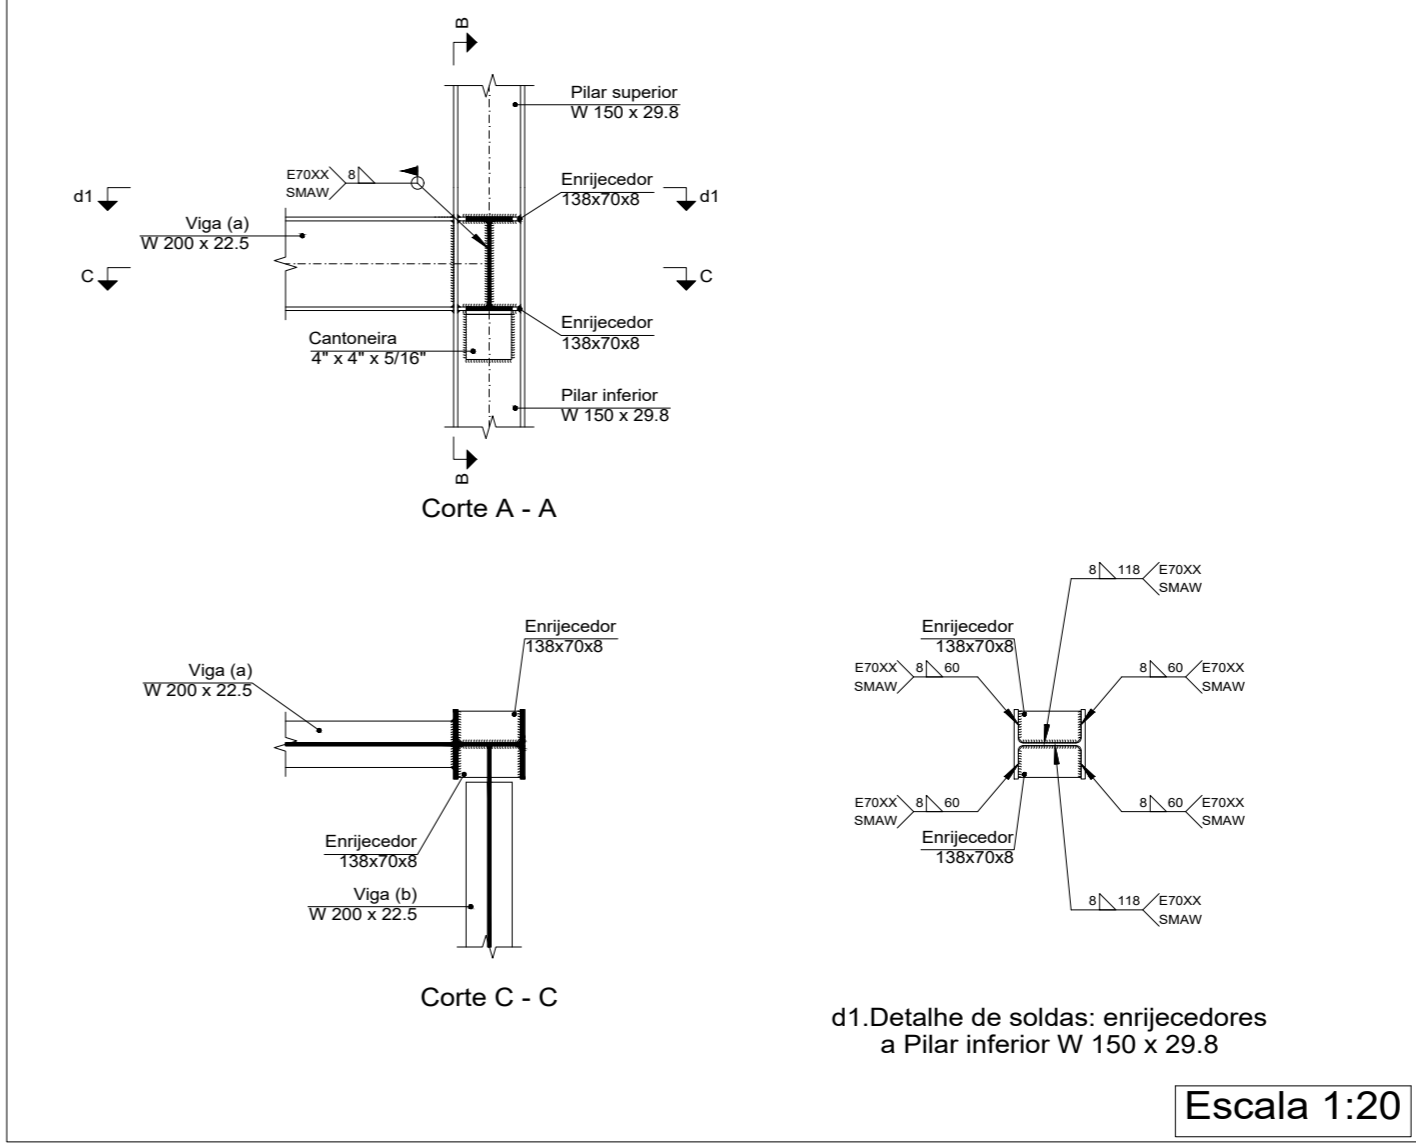 B
Pilar superior
W 150 x 29.8
E70XX
SMAW
8
Enrijecedor
138x70x8
d1
d1
Viga (a)
W 200 x 22.5
C
C
Enrijecedor
138x70x8
Cantoneira
4" x 4" x 5/16"
Pilar inferior
W 150 x 29.8
B
Corte A - A
Enrijecedor
138x70x8
Viga (a)
W 200 x 22.5
Enrijecedor
138x70x8
Viga (b)
W 200 x 22.5
Corte C - C
8 118 E70XX
SMAW
Enrijecedor
138x70x8
E70XX 8 60
SMAW
8 60 E70XX
SMAW
E70XX 8 60
SMAW
8 60 E70XX
SMAW
Enrijecedor
138x70x8
8 118 E70XX
SMAW
d1.Detalhe de soldas: enrijecedores
a Pilar inferior W 150 x 29.8
Escala 1:20